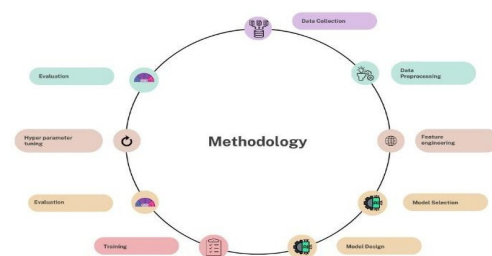 Data Collection
Evaluation
Data
Preprocessing
Hyper parameter
tuning
Methodology
Feature
engineering
Evaluation
Model Selection
Training
Model Design